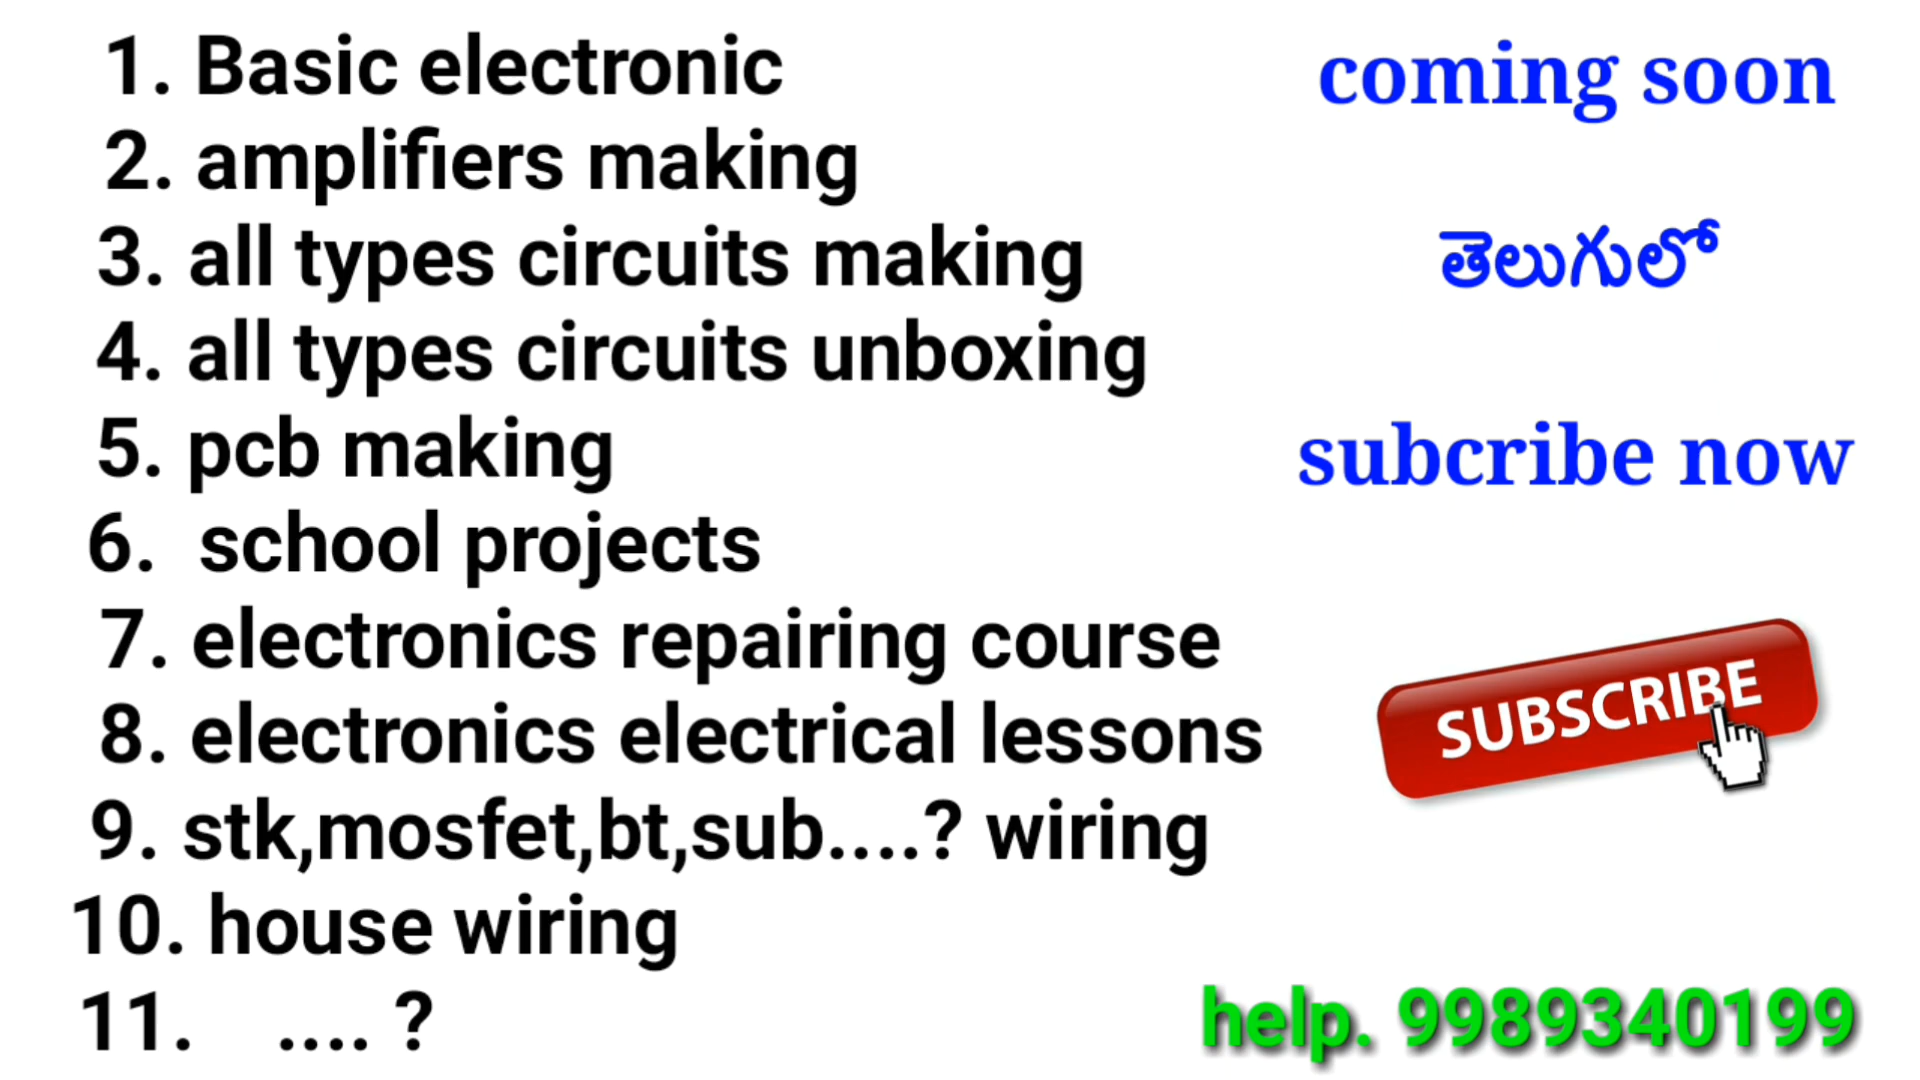 1. Basic electronic
2. amplifiers making
3. all types circuits making
4. all types circuits unboxing
5. pcb making
6. school projects
7. electronics repairing course
8. electronics electrical lessons
9. stk,mosfet,bt,sub....? wiring
10. house wiring
11. .... ?
coming soon
తెలుగులో
subcribe now
SUBSCRIBE
help. 9989340199